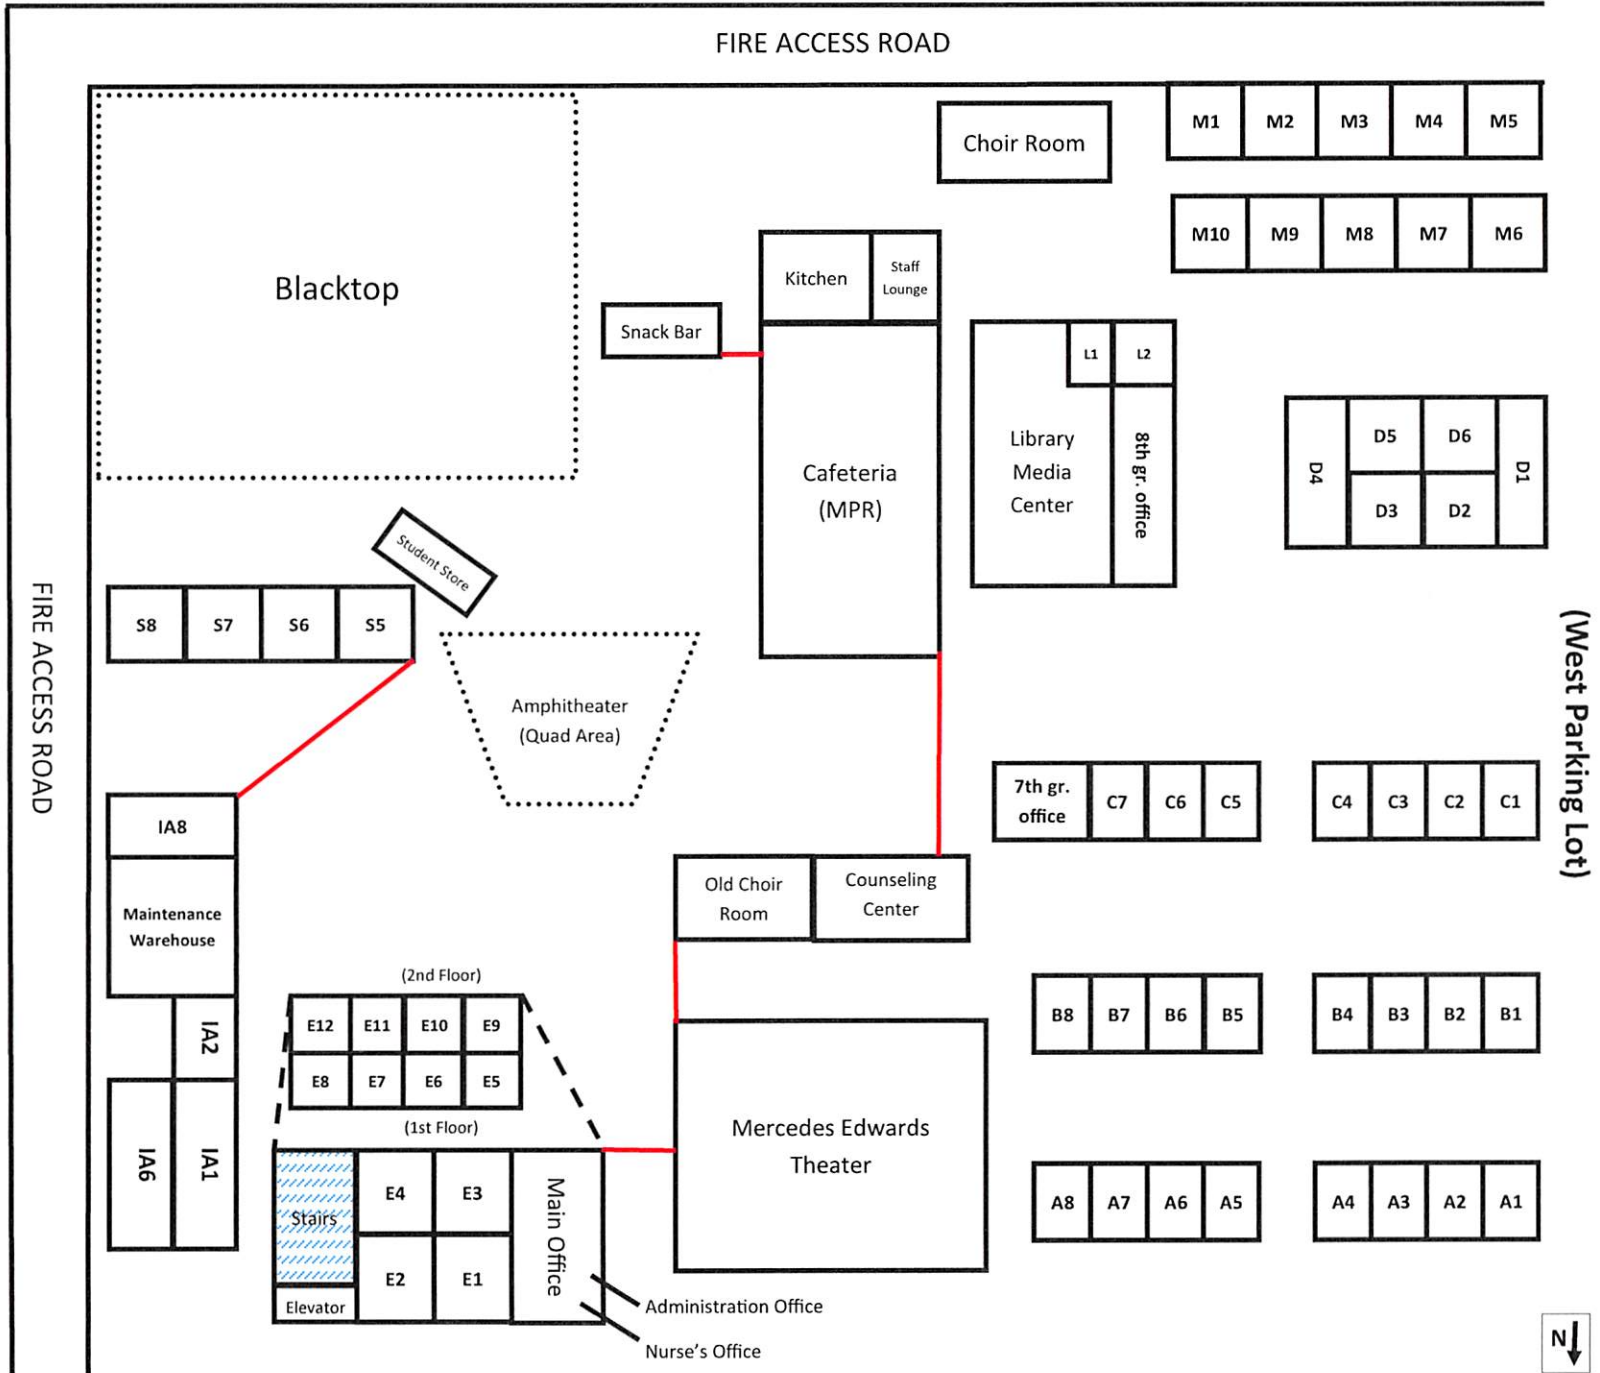 FIRE ACCESS ROAD
Choir Room
M1 M2 M3 M4 M5
M10 M9 M8 M7 M6
Blacktop
Kitchen
Staff
Lounge
Snack Bar
L1 L2
Library
Media
Center
8th gr. office
Cafeteria
(MPR)
D4
D5 D6
D3 D2
D1
Student Store
S8 S7 S6 S5
FIRE ACCESS ROAD
(West Parking Lot)
Amphitheater
(Quad Area)
7th gr.
office
C7 C6 C5
C4 C3 C2 C1
IA8
Maintenance
Warehouse
Old Choir
Room
Counseling
Center
(2nd Floor)
E12 E11 E10 E9
E8 E7 E6 E5
(1st Floor)
IA2
IA6
IA1
B8 B7 B6 B5
B4 B3 B2 B1
Mercedes Edwards
Theater
Stairs
E4 E3
E2 E1
Main Office
Elevator
A8 A7 A6 A5
A4 A3 A2 A1
Administration Office
Nurse's Office
N